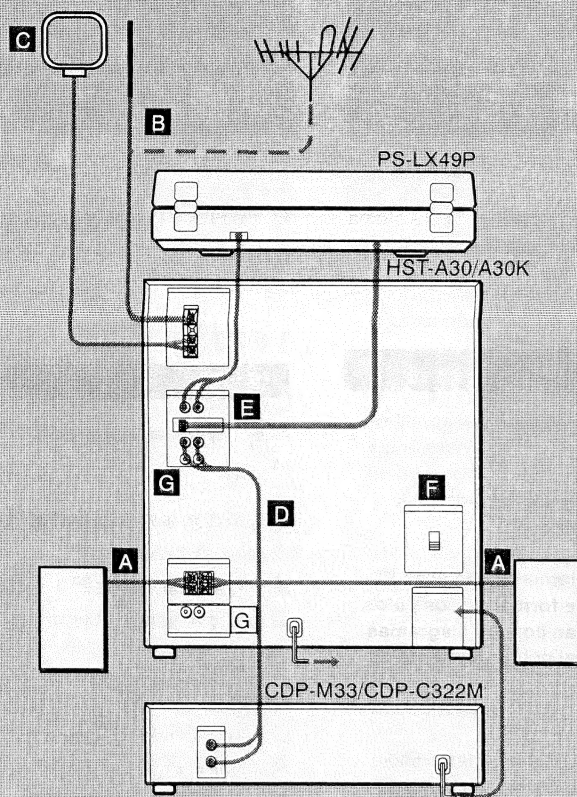 C
B
PS-LX49P
HST-A30/A30K
E
G
D
F
A
A
G
CDP-M33/CDP-C322M